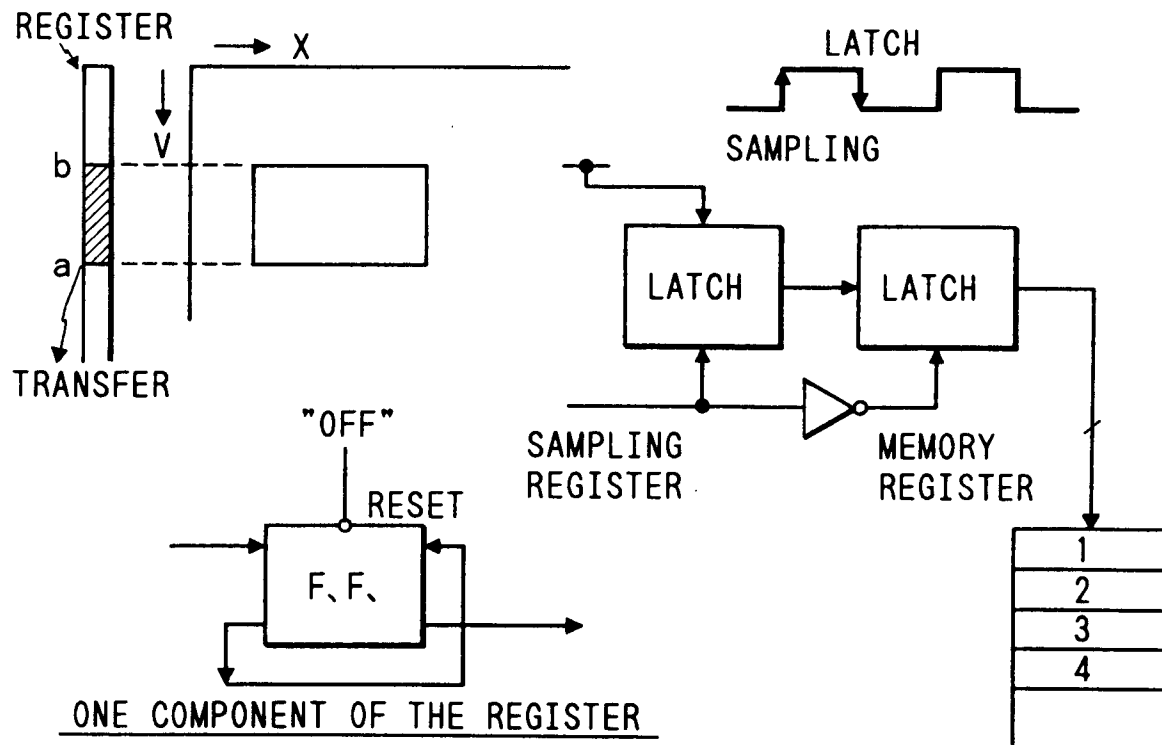 REGISTER
X
V
b
a
TRANSFER
LATCH
SAMPLING
LATCH
LATCH
SAMPLING
REGISTER
MEMORY
REGISTER
"OFF"
RESET
F、F、
ONE COMPONENT OF THE REGISTER
1
2
3
4